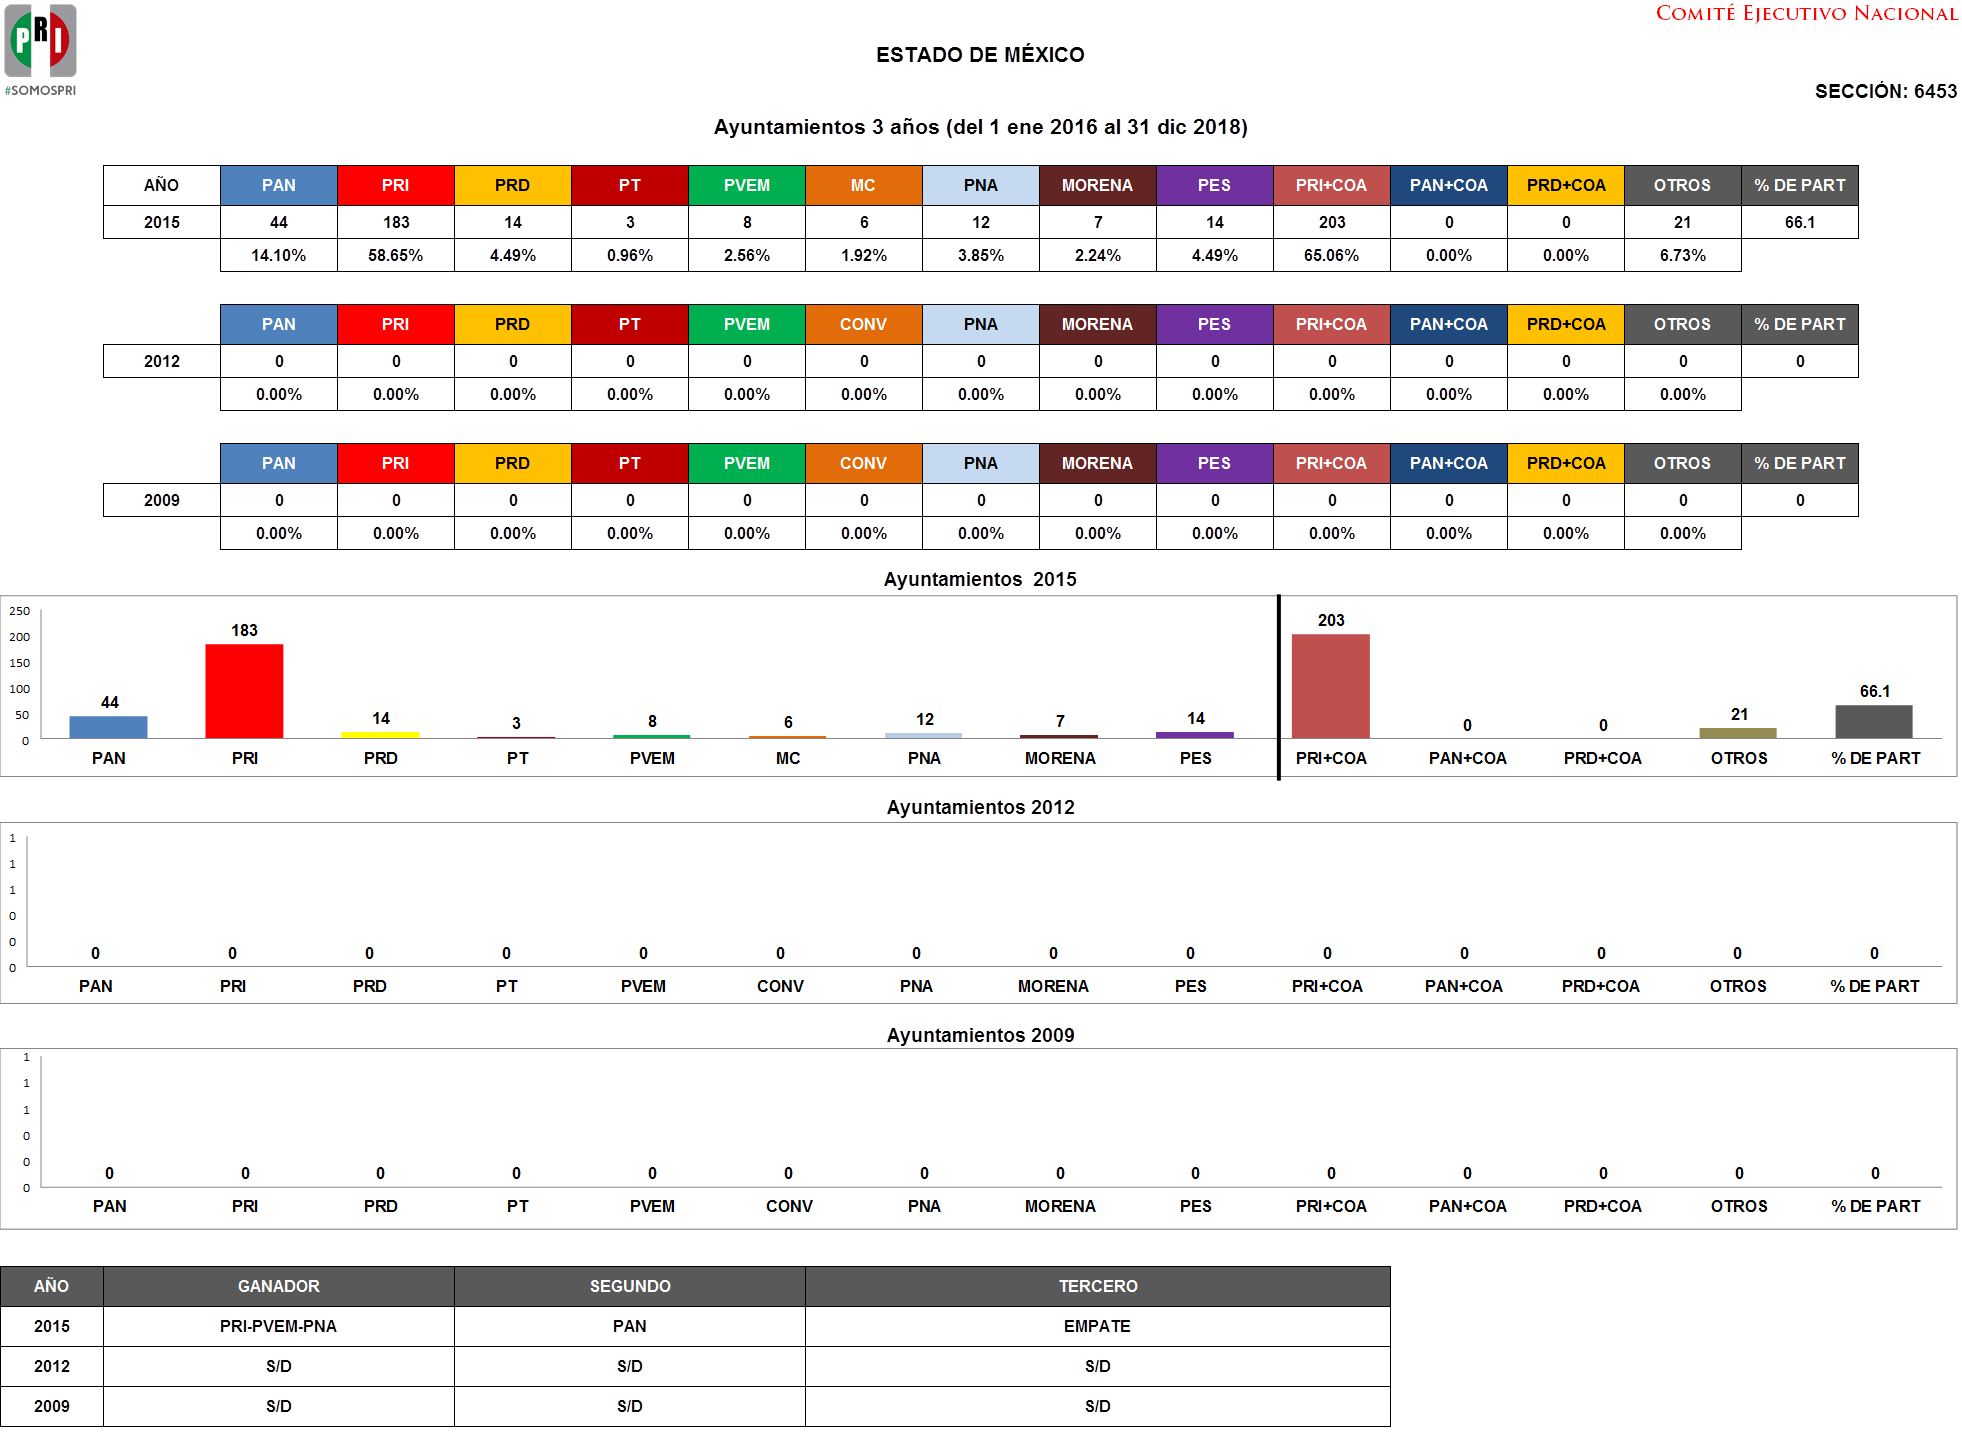 PRI
#SOMOSPRI
COMITÉ EJECUTIVO NACIONAL
ESTADO DE MÉXICO
SECCIÓN: 6453
Ayuntamientos 3 años (del 1 ene 2016 al 31 dic 2018)
AÑO PAN PRI PRD PT PVEM MC PNA MORENA PES PRI+COA PAN+COA PRD+COA OTROS % DE PART
2015 44 183 14 3 8 6 12 7 14 203 0 0 21 66.1
14.10% 58.65% 4.49% 0.96% 2.56% 1.92% 3.85% 2.24% 4.49% 65.06% 0.00% 0.00% 6.73%
PAN PRI PRD PT PVEM CONV PNA MORENA PES PRI+COA PAN+COA PRD+COA OTROS % DE PART
2012 0 0 0 0 0 0 0 0 0 0 0 0 0 0
0.00% 0.00% 0.00% 0.00% 0.00% 0.00% 0.00% 0.00% 0.00% 0.00% 0.00% 0.00% 0.00%
PAN PRI PRD PT PVEM CONV PNA MORENA PES PRI+COA PAN+COA PRD+COA OTROS % DE PART
2009 0 0 0 0 0 0 0 0 0 0 0 0 0 0
0.00% 0.00% 0.00% 0.00% 0.00% 0.00% 0.00% 0.00% 0.00% 0.00% 0.00% 0.00% 0.00%
Ayuntamientos 2015
250
200
150
100
50
0
44 183 14 3 8 6 12 7 14 203 0 0 21 66.1
PAN PRI PRD PT PVEM MC PNA MORENA PES PRI+COA PAN+COA PRD+COA OTROS % DE PART
Ayuntamientos 2012
1
1
1
0
0
0
0 0 0 0 0 0 0 0 0 0 0 0 0 0
PAN PRI PRD PT PVEM CONV PNA MORENA PES PRI+COA PAN+COA PRD+COA OTROS % DE PART
Ayuntamientos 2009
1
1
1
0
0
0
0 0 0 0 0 0 0 0 0 0 0 0 0 0
PAN PRI PRD PT PVEM CONV PNA MORENA PES PRI+COA PAN+COA PRD+COA OTROS % DE PART
AÑO GANADOR SEGUNDO TERCERO
2015 PRI-PVEM-PNA PAN EMPATE
2012 S/D S/D S/D
2009 S/D S/D S/D